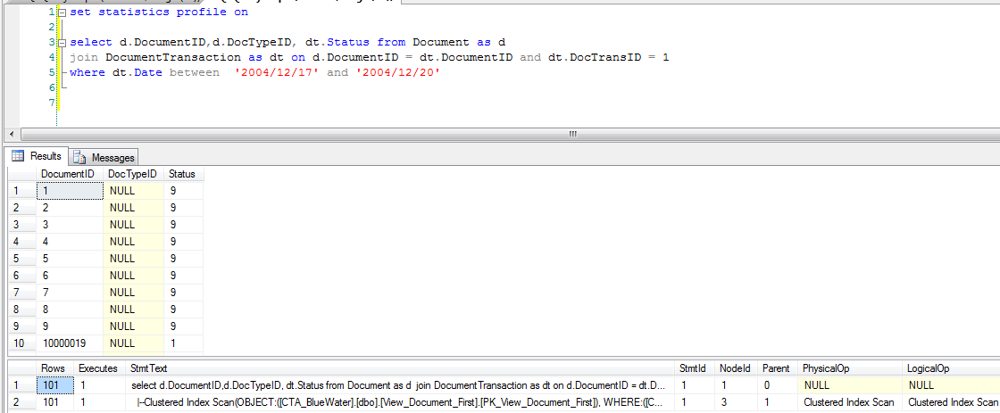 1 set statistics profile on
2
3 select d.DocumentID,d.DocTypeID, dt.Status from Document as d
4 join DocumentTransaction as dt on d.DocumentID = dt.DocumentID and dt.DocTransID = 1
5 where dt.Date between '2004/12/17' and '2004/12/20'
6
7
Results Messages
DocumentID DocTypeID Status
1 1 NULL 9
2 2 NULL 9
3 3 NULL 9
4 4 NULL 9
5 5 NULL 9
6 6 NULL 9
7 7 NULL 9
8 8 NULL 9
9 9 NULL 9
10 10000019 NULL 1
Rows Executes StmtText StmtId NodeId Parent PhysicalOp LogicalOp
1 101 1 select d.DocumentID,d.DocTypeID, dt.Status from Document as d join DocumentTransaction as dt on d.DocumentID = dt.D... 1 1 0 NULL NULL
2 101 1 |--Clustered Index Scan(OBJECT:([CTA_BlueWater].[dbo].[View_Document_First].[PK_View_Document_First]), WHERE:([C... 1 3 1 Clustered Index Scan Clustered Index Scan